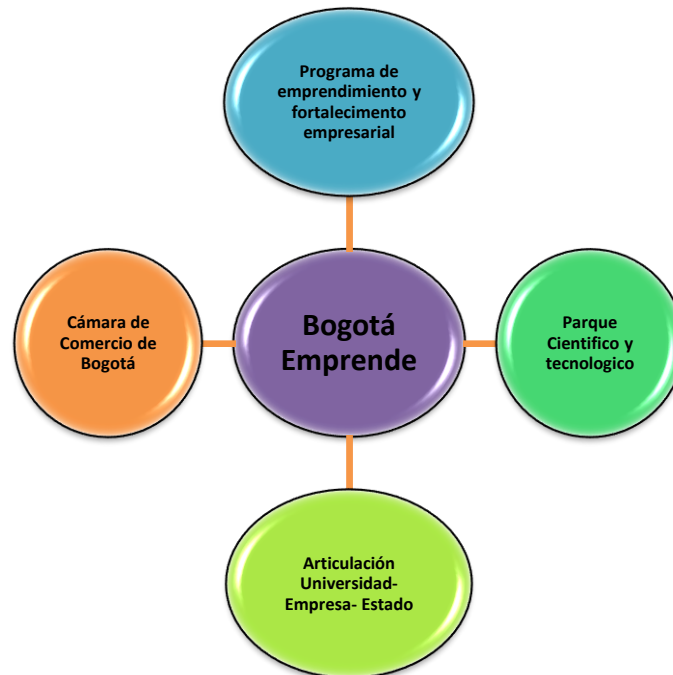 Programa de
emprendimiento y
fortalecimento
empresarial
Cámara de
Comercio de
Bogotá
Bogotá
Emprende
Parque
Cientifico y
tecnologico
Articulación
Universidad-
Empresa- Estado